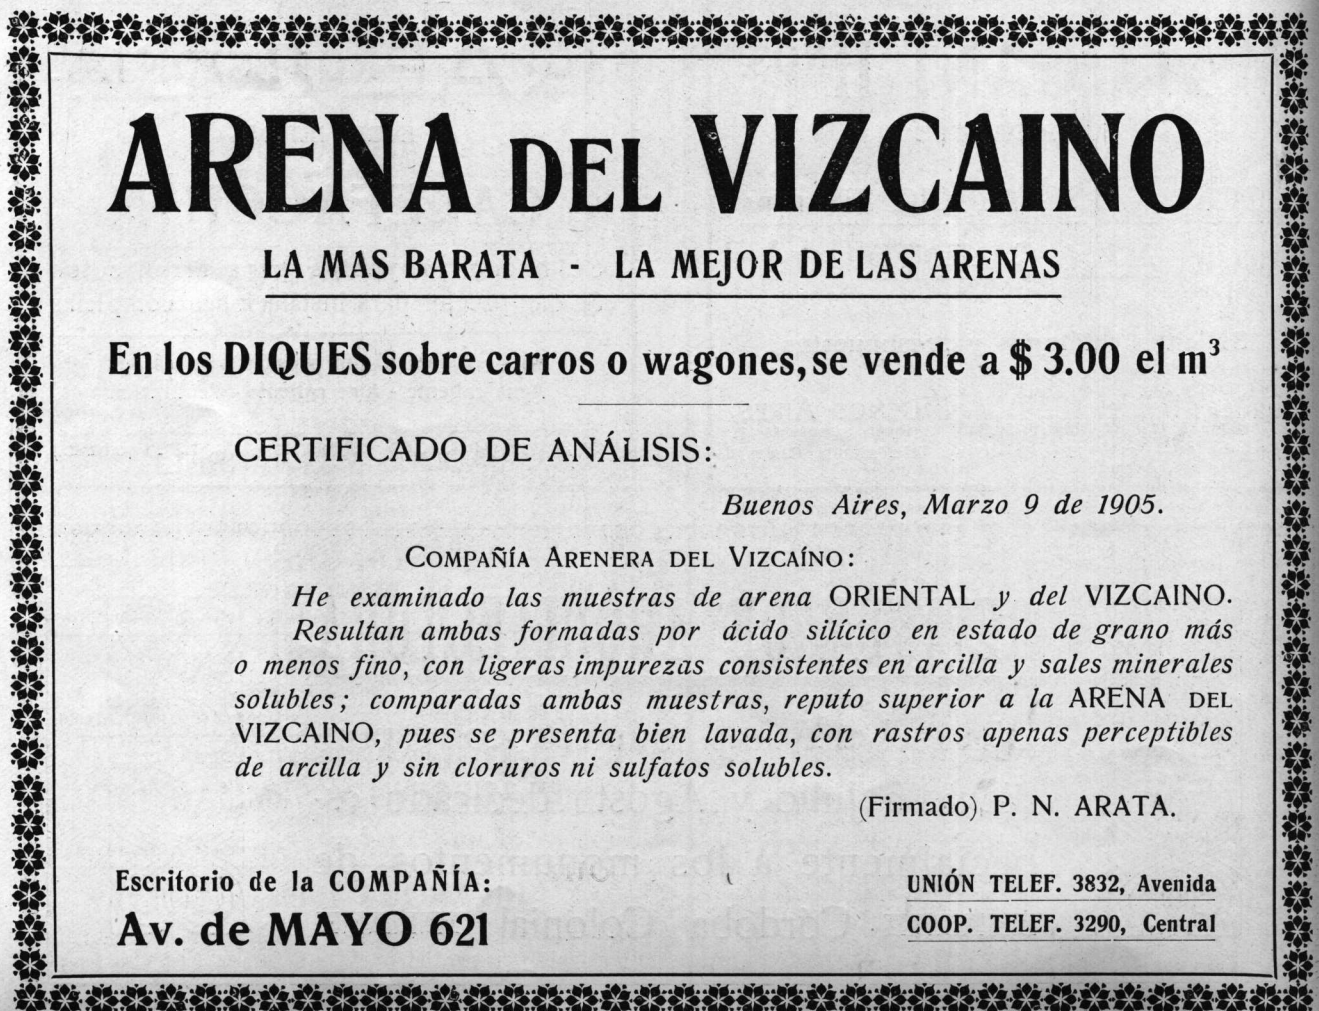 ARENA DEL VIZCAINO
LA MAS BARATA - LA MEJOR DE LAS ARENAS
En los DIQUES sobre carros o wagones, se vende a $ 3.00 el m³
CERTIFICADO DE ANÁLISIS:
Buenos Aires, Marzo 9 de 1905.
COMPAÑÍA ARENERA DEL VIZCAÍNO:
He examinado las muestras de arena ORIENTAL y del VIZCAINO.
Resultan ambas formadas por ácido silícico en estado de grano más
o menos fino, con ligeras impurezas consistentes en arcilla y sales minerales
solubles; comparadas ambas muestras, reputo superior a la ARENA DEL
VIZCAINO, pues se presenta bien lavada, con rastros apenas perceptibles
de arcilla y sin cloruros ni sulfatos solubles.
(Firmado) P. N. ARATA.
Escritorio de la COMPAÑÍA:
Av. de MAYO 621
UNIÓN TELEF. 3832, Avenida
COOP. TELEF. 3290, Central